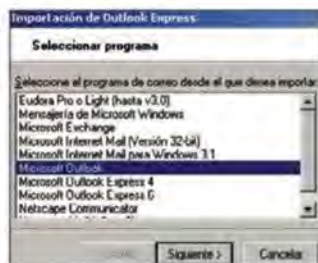 Importación de Outlook Express
Seleccionar programa
Seleccione el programa de correo desde el que desea importar
Eudora Pro o Light (hasta v3.0)
Mensajería de Microsoft Windows
Microsoft Exchange
Microsoft Internet Mail (Versión 32-bit)
Microsoft Internet Mail para Windows 3.1
Microsoft Outlook
Microsoft Outlook Express 4
Microsoft Outlook Express
Netscape Communicator
Siguiente >
Cancelar